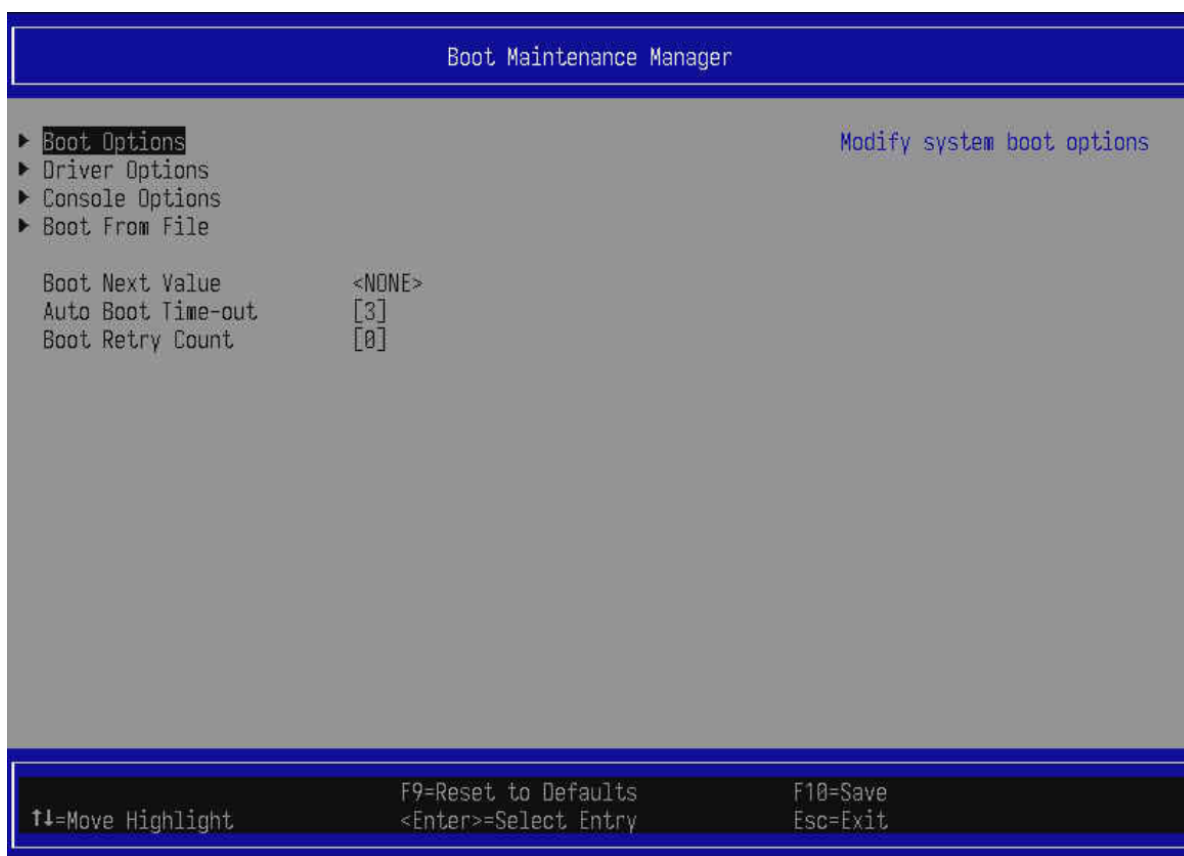 Boot Maintenance Manager
▶ Boot Options
Modify system boot options
▶ Driver Options
▶ Console Options
▶ Boot From File
Boot Next Value <NONE>
Auto Boot Time-out [3]
Boot Retry Count [0]
F9=Reset to Defaults F10=Save
↑↓=Move Highlight <Enter>=Select Entry Esc=Exit